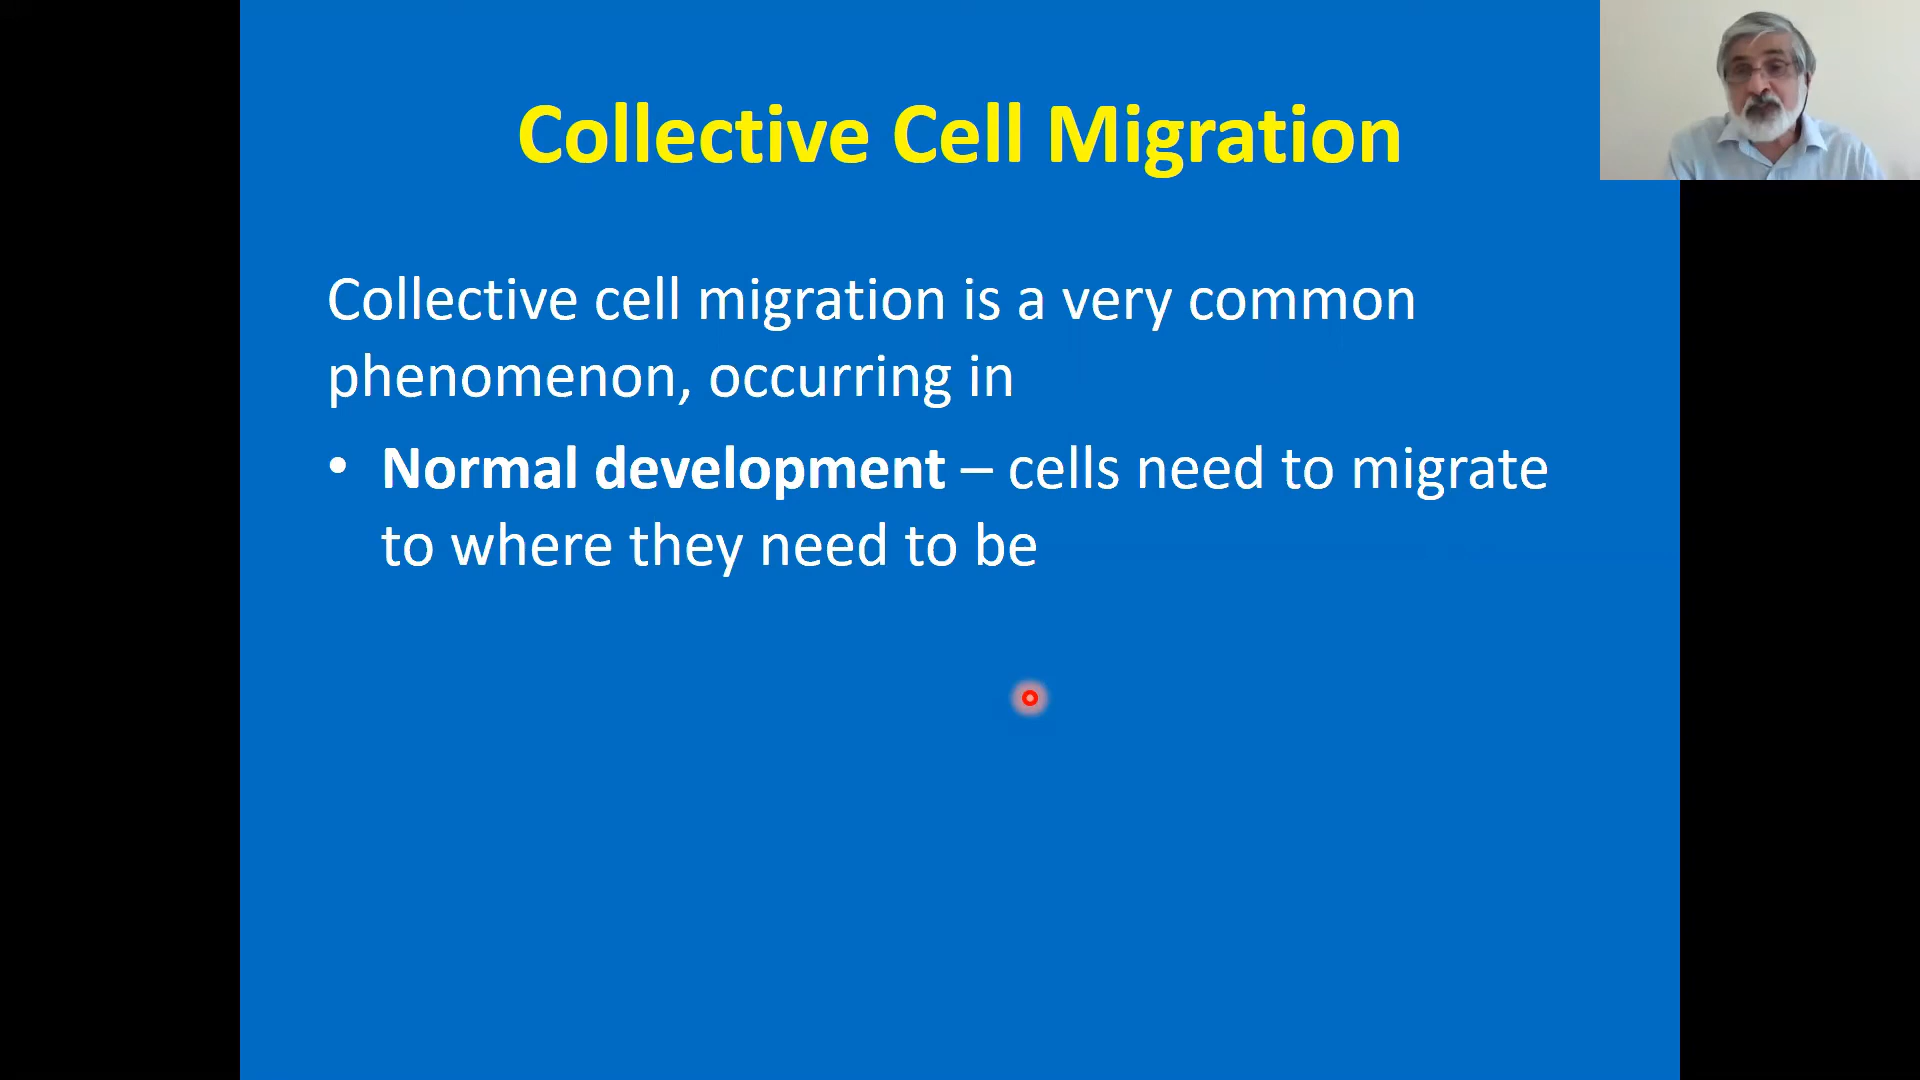 Collective Cell Migration
Collective cell migration is a very common
phenomenon, occurring in
• Normal development – cells need to migrate
to where they need to be